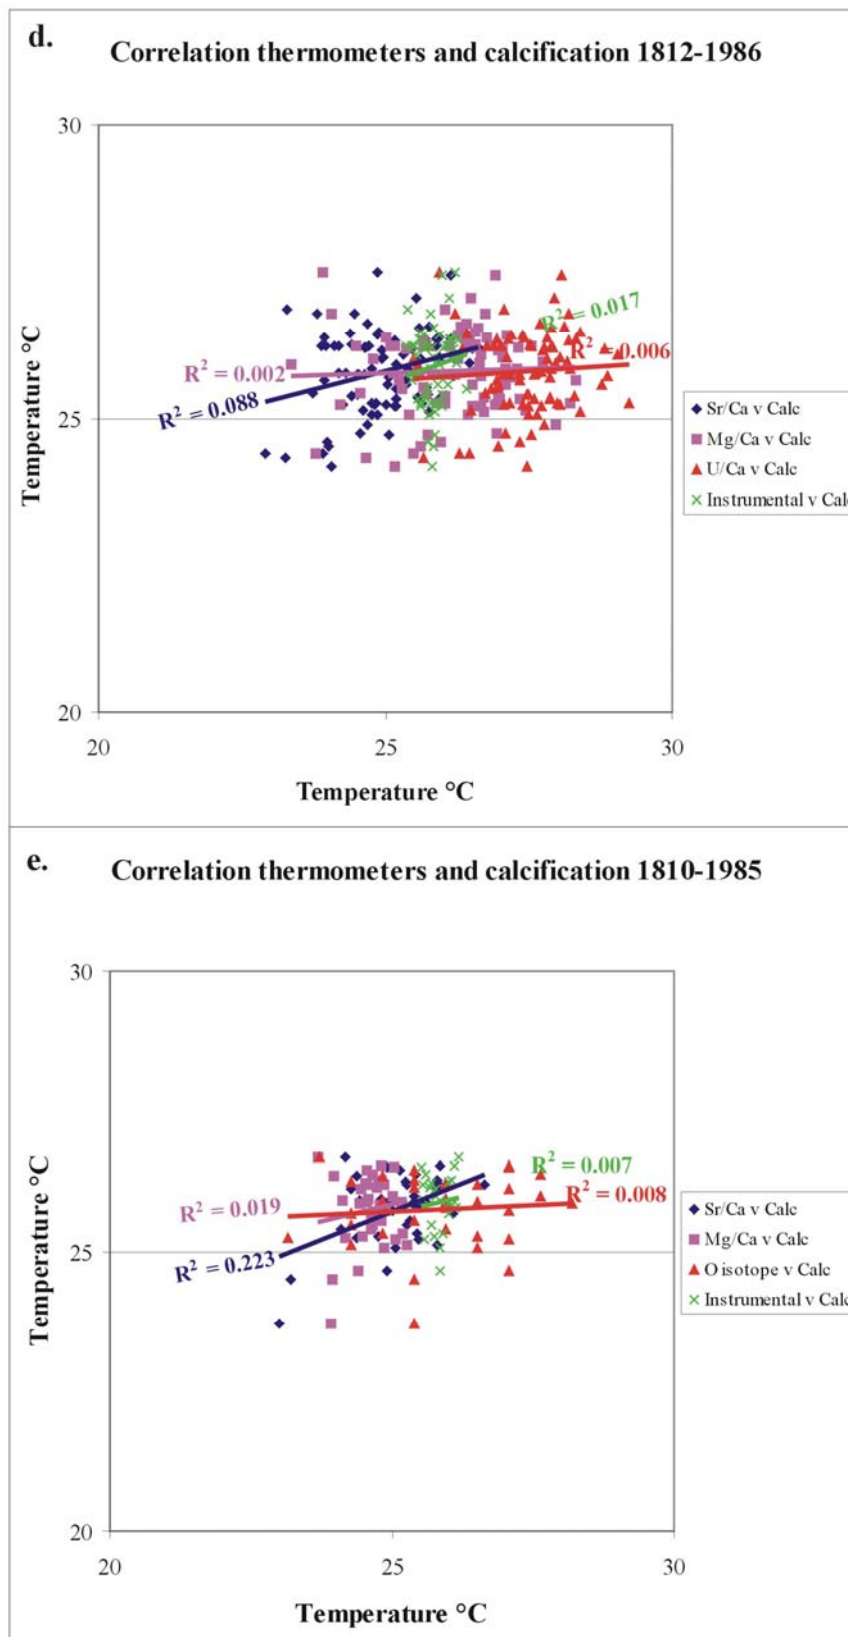 d.
Correlation thermometers and calcification 1812-1986
30
Temperature °C
R² = 0.017
R² = 0.006
R² = 0.002
R² = 0.088
25
Sr/Ca v Calc
Mg/Ca v Calc
U/Ca v Calc
Instrumental v Calc
20
20 25 30
Temperature °C
e.
Correlation thermometers and calcification 1810-1985
30
Temperature °C
R² = 0.007
R² = 0.008
R² = 0.019
R² = 0.223
25
Sr/Ca v Calc
Mg/Ca v Calc
O isotope v Calc
Instrumental v Calc
20
20 25 30
Temperature °C